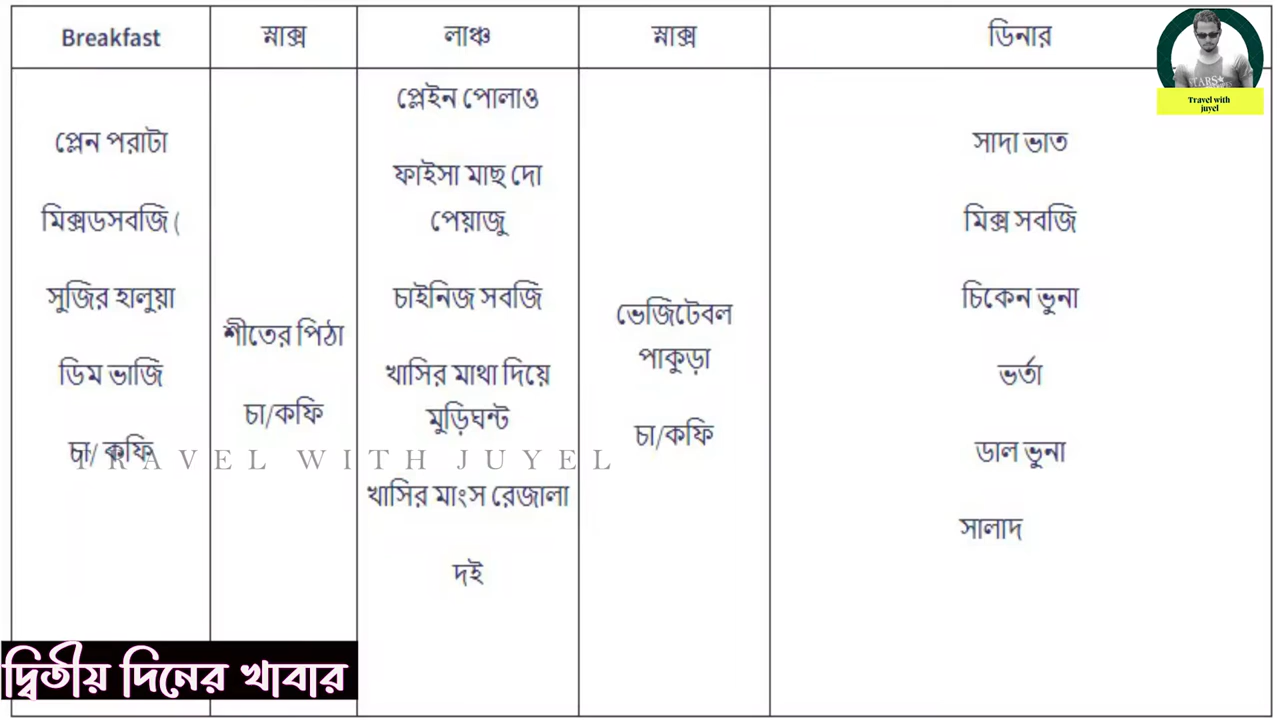 Breakfast
স্নাক্স
লাঞ্চ
স্নাক্স
ডিনার
প্লেন পরাটা
মিক্সডসবজি (
সুজির হালুয়া
ডিম ভাজি
চা/ কফি
শীতের পিঠা
চা/কফি
প্লেইন পোলাও
ফাইসা মাছ দো
পেয়াজু
চাইনিজ সবজি
খাসির মাথা দিয়ে
মুড়িঘন্ট
খাসির মাংস রেজালা
দই
ভেজিটেবল
পাকুড়া
চা/কফি
সাদা ভাত
মিক্স সবজি
চিকেন ভুনা
ভর্তা
ডাল ভুনা
সালাদ
TRAVEL WITH JUYEL
দ্বিতীয় দিনের খাবার
STARS
Travel with
juyel